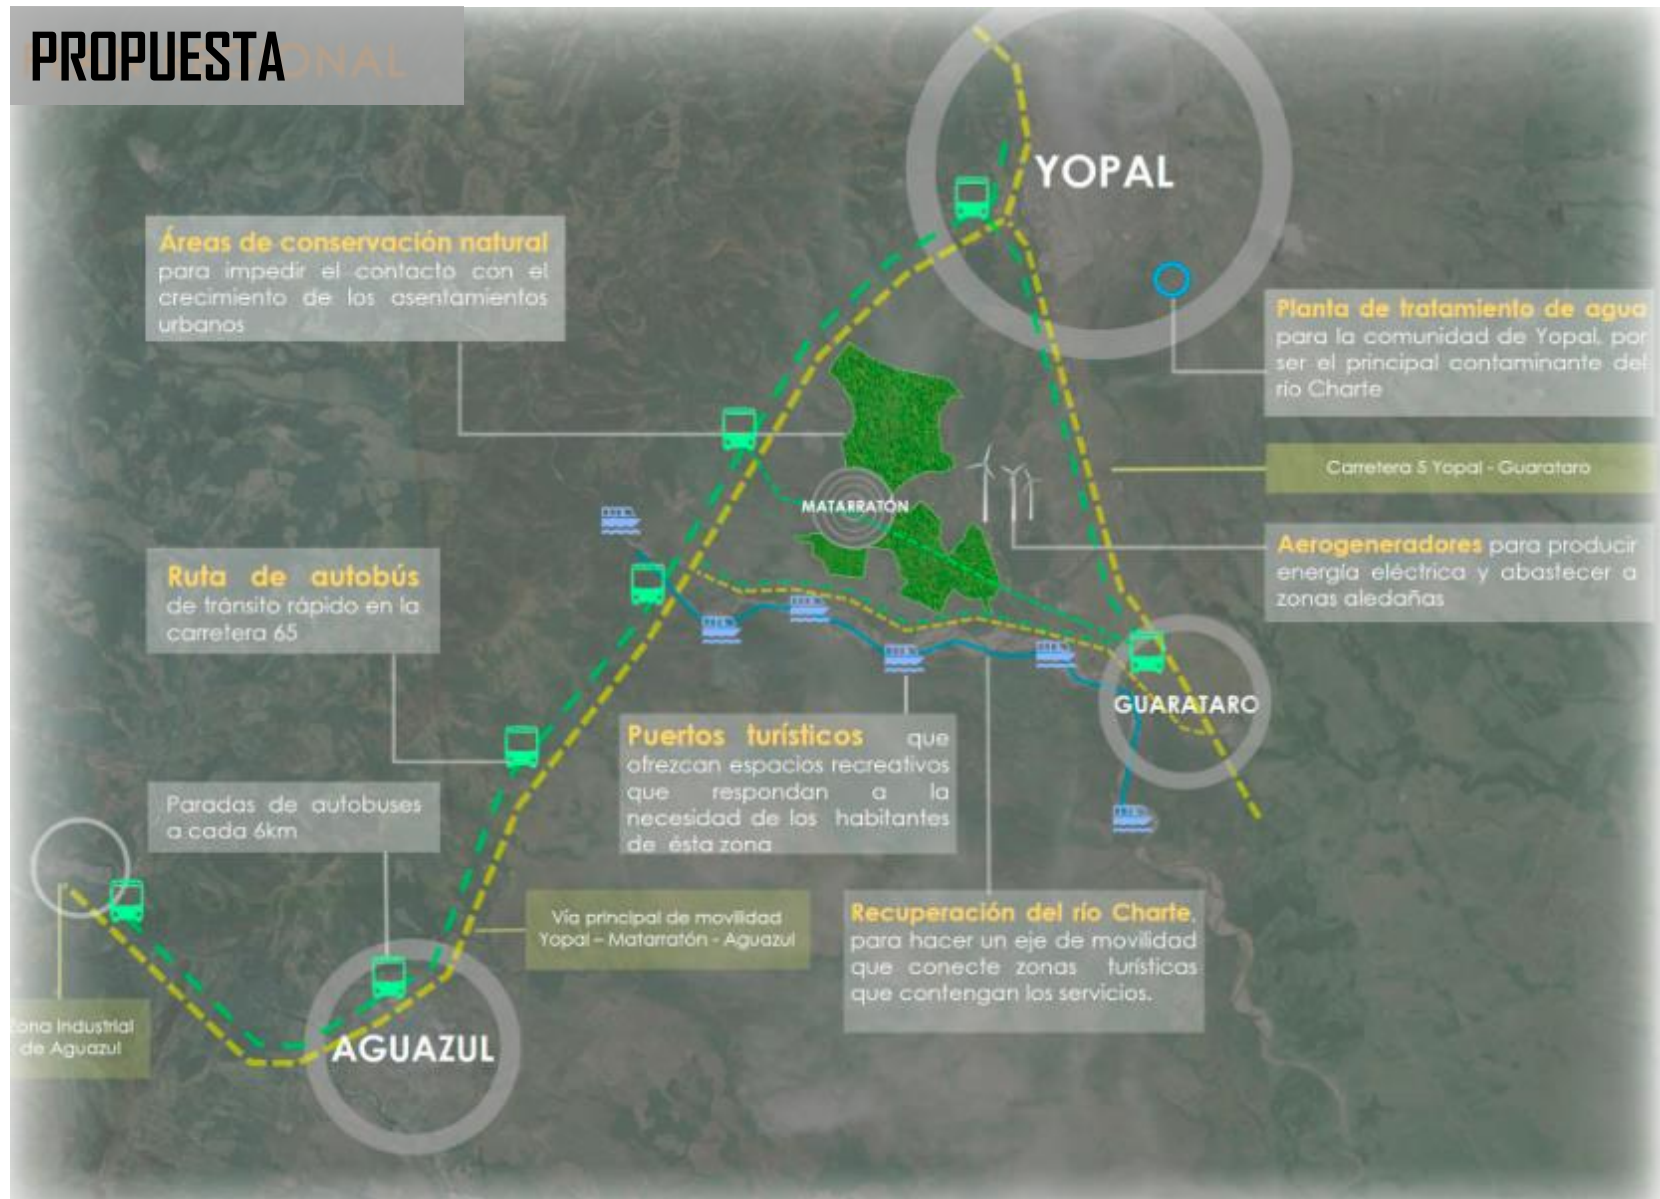 PROPUESTA
YOPAL
Áreas de conservación natural
para impedir el contacto con el
crecimiento de los asentamientos
urbanos
Planta de tratamiento de agua
para la comunidad de Yopal, por
ser el principal contaminante del
río Charte
Carretera 5 Yopal - Guarataro
MATARRATÓN
Aerogeneradores para producir
energía eléctrica y abastecer a
zonas aledañas
Ruta de autobús
de tránsito rápido en la
carretera 65
GUARATARO
Puertos turísticos que
ofrezcan espacios recreativos
que respondan a la
necesidad de los habitantes
de ésta zona
Paradas de autobuses
a cada 6km
Vía principal de movilidad
Yopal – Matarratón - Aguazul
Recuperación del río Charte,
para hacer un eje de movilidad
que conecte zonas turísticas
que contengan los servicios.
Zona Industrial
de Aguazul
AGUAZUL